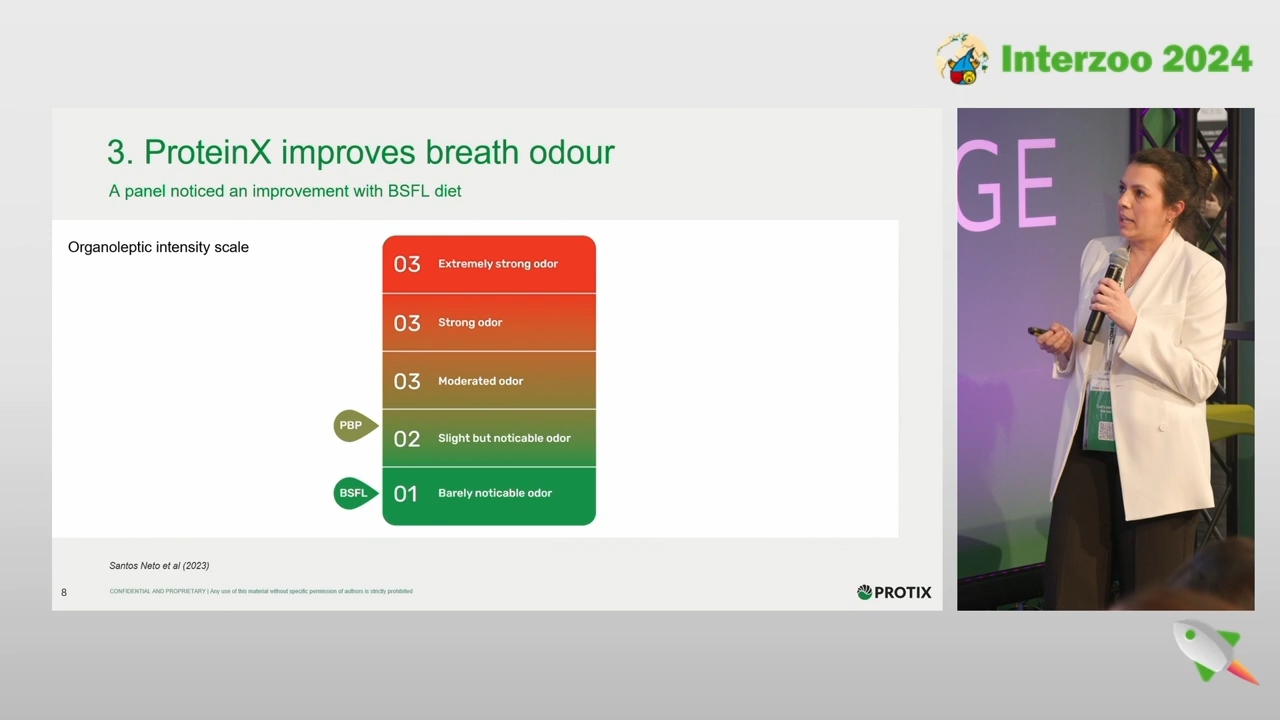 Interzoo 2024
3. ProteinX improves breath odour
A panel noticed an improvement with BSFL diet
Organoleptic intensity scale
03 Extremely strong odor
03 Strong odor
03 Moderated odor
PBP
02 Slight but noticable odor
BSFL
01 Barely noticable odor
Santos Neto et al (2023)
8
CONFIDENTIAL AND PROPRIETARY | Any use of this material without specific permission of authors is strictly prohibited
PROTIX
GE